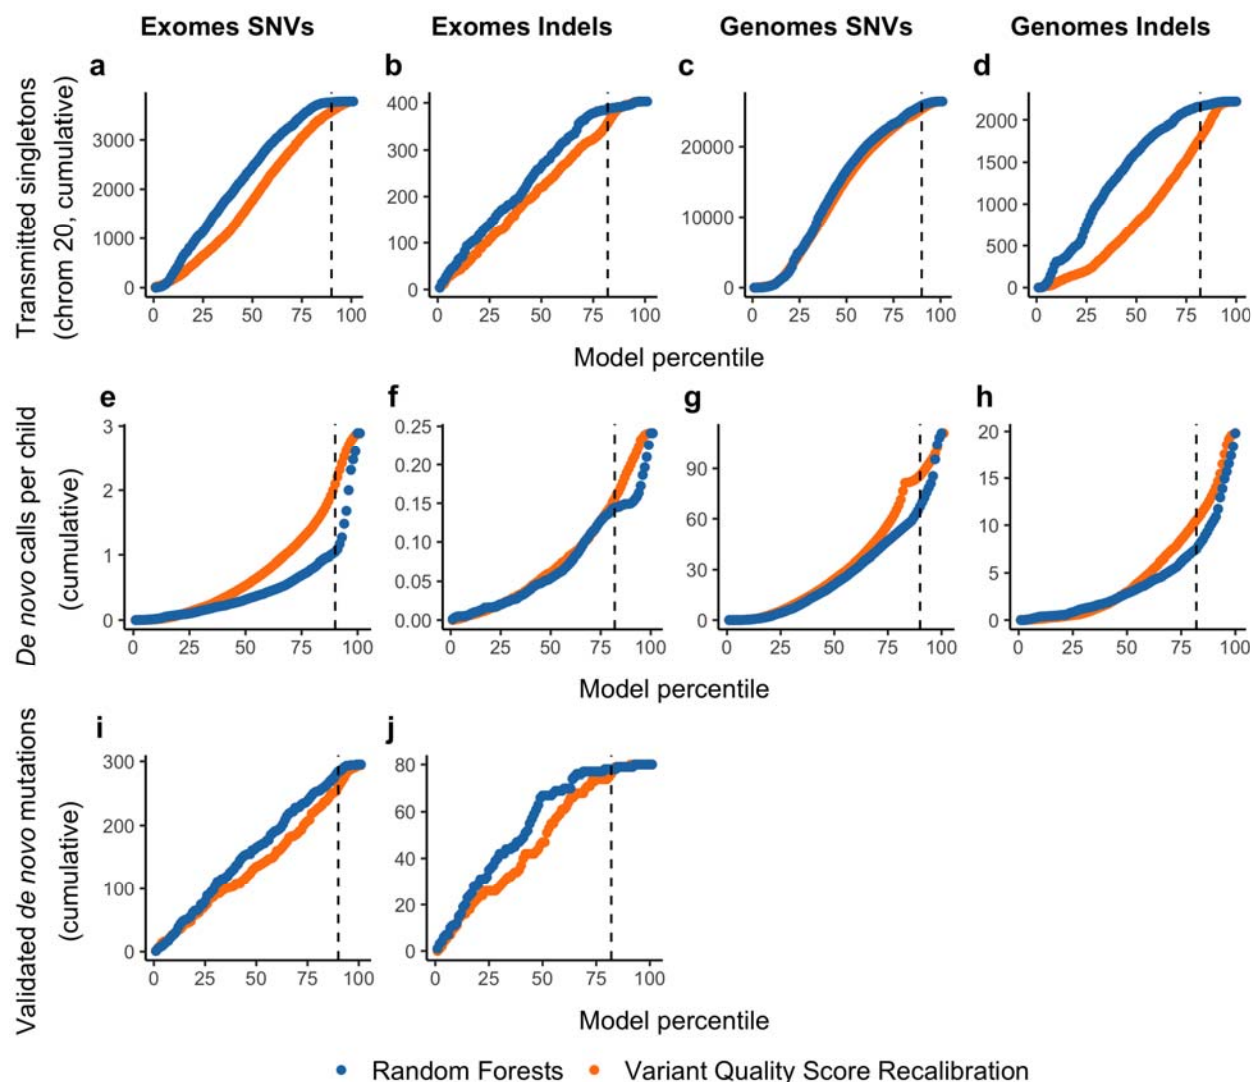 Exomes SNVs
Exomes Indels
Genomes SNVs
Genomes Indels
Transmitted singletons
(chrom 20, cumulative)
a
3000
2000
1000
0
0 25 50 75 100
b
400
300
200
100
0
0 25 50 75 100
c
20000
10000
0
0 25 50 75 100
d
2000
1500
1000
500
0
0 25 50 75 100
Model percentile
De novo calls per child
(cumulative)
e
3
2
1
0
0 25 50 75 100
f
0.25
0.20
0.15
0.10
0.05
0.00
0 25 50 75 100
g
90
60
30
0
0 25 50 75 100
h
20
15
10
5
0
0 25 50 75 100
Model percentile
Validated de novo mutations
(cumulative)
i
300
200
100
0
0 25 50 75 100
j
80
60
40
20
0
0 25 50 75 100
Model percentile
Random Forests
Variant Quality Score Recalibration